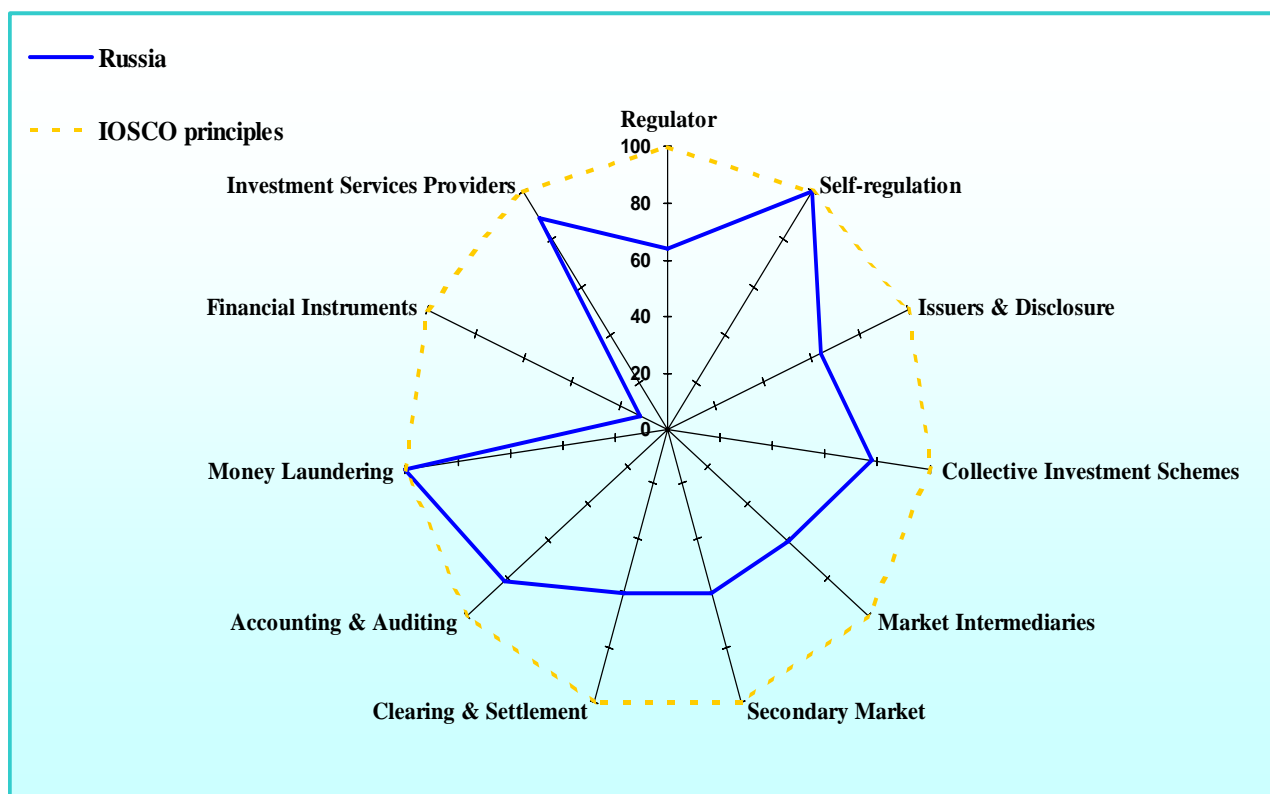 Russia
IOSCO principles
Regulator
100
Investment Services Providers
Self-regulation
80
60
Financial Instruments
Issuers & Disclosure
40
20
0
Money Laundering
Collective Investment Schemes
Accounting & Auditing
Market Intermediaries
Clearing & Settlement
Secondary Market